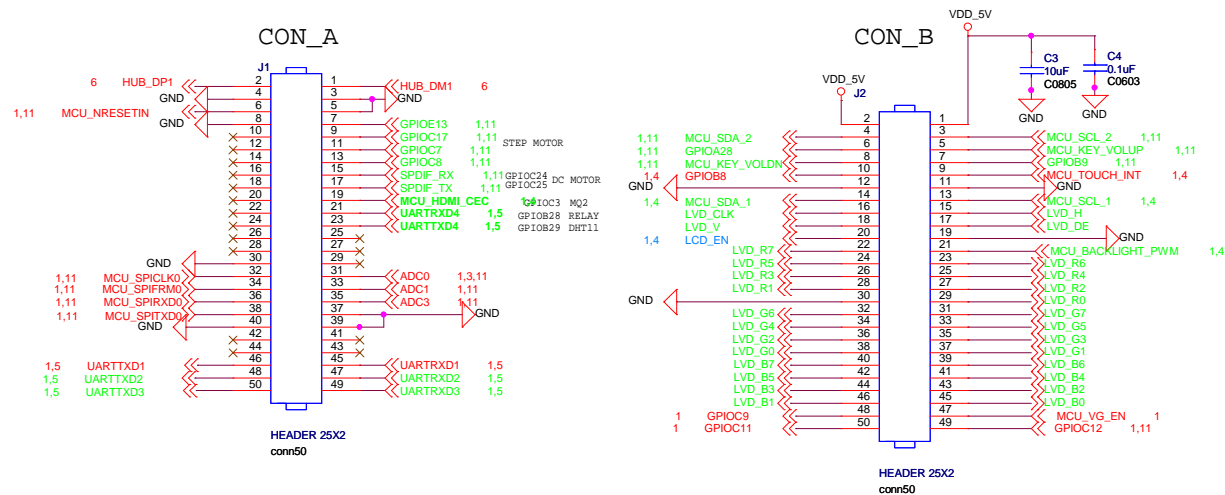 CON_A
J1
6 HUB_DP1 2 1 HUB_DM1 6
GND 4 3 GND
1,11 MCU_NRESETIN 6 5
GND 8 7 GPIOE13 1,11
10 9 GPIOC17 1,11 STEP MOTOR
12 11 GPIOC7 1,11
14 13 GPIOC8 1,11
16 15 SPDIF_RX 1,11 GPIOC24 DC MOTOR
18 17 SPDIF_TX 1,11 GPIOC25
20 19 MCU_HDMI_CEC 1,4 GPIOC3 MQ2
22 21 UARTRXD4 1,5 GPIOB28 RELAY
24 23 UARTTXD4 1,5 GPIOB29 DHT11
26 25
28 27
GND 30 29
1,11 MCU_SPICLK0 32 31 ADC0 1,3,11
1,11 MCU_SPIFRM0 34 33 ADC1 1,11
1,11 MCU_SPIRXD0 36 35 ADC3 1,11
1,11 MCU_SPITXD0 38 37 GND
GND 40 39
42 41
44 43
1,5 UARTTXD1 46 45 UARTRXD1 1,5
1,5 UARTTXD2 48 47 UARTRXD2 1,5
1,5 UARTTXD3 50 49 UARTRXD3 1,5
HEADER 25X2
conn50
CON_B
VDD_5V
C3
10uF
C0805
GND
C4
0.1uF
C0603
GND
VDD_5V
J2
2 1
1,11 MCU_SDA_2 4 3 MCU_SCL_2 1,11
1,11 GPIOA28 6 5 MCU_KEY_VOLUP 1,11
1,11 MCU_KEY_VOLDN 8 7 GPIOB9 1,11
1,4 GPIOB8 10 9 MCU_TOUCH_INT 1,4
GND 12 11 GND
1,4 MCU_SDA_1 14 13 MCU_SCL_1 1,4
LVD_CLK 16 15 LVD_H
LVD_V 18 17 LVD_DE
1,4 LCD_EN 20 19 GND
LVD_R7 22 21 MCU_BACKLIGHT_PWM 1,4
LVD_R5 24 23 LVD_R6
LVD_R3 26 25 LVD_R4
LVD_R1 28 27 LVD_R2
GND 30 29 LVD_R0
LVD_G6 32 31 LVD_G7
LVD_G4 34 33 LVD_G5
LVD_G2 36 35 LVD_G3
LVD_G0 38 37 LVD_G1
LVD_B7 40 39 LVD_B6
LVD_B5 42 41 LVD_B4
LVD_B3 44 43 LVD_B2
LVD_B1 46 45 LVD_B0
1 GPIOC9 48 47 MCU_VG_EN 1
1 GPIOC11 50 49 GPIOC12 1,11
HEADER 25X2
conn50